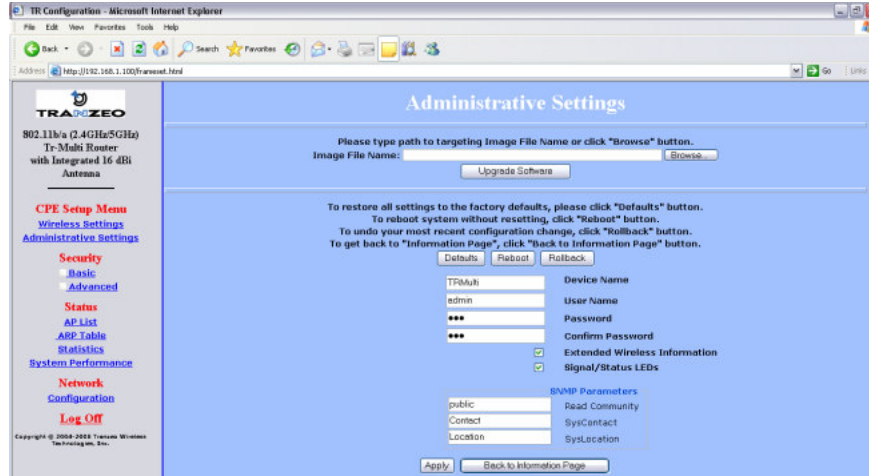 TR Configuration - Microsoft Internet Explorer
File Edit View Favorites Tools Help
Back Search Favorites
Address http://192.168.1.100/frameset.html Go Links
TRANZEO
802.11b/a (2.4GHz/5GHz)
Tr-Multi Router
with Integrated 16 dBi
Antenna
CPE Setup Menu
Wireless Settings
Administrative Settings
Security
Basic
Advanced
Status
AP List
ARP Table
Statistics
System Performance
Network
Configuration
Log Off
Copyright © 2004-2005 Tranzeo Wireless
Technologies, Inc.
Administrative Settings
Please type path to targeting Image File Name or click "Browse" button.
Image File Name: Browse...
Upgrade Software
To restore all settings to the factory defaults, please click "Defaults" button.
To reboot system without resetting, click "Reboot" button.
To undo your most recent configuration change, click "Rollback" button.
To get back to "Information Page", click "Back to Information Page" button.
Defaults Reboot Rollback
TRMulti Device Name
admin User Name
●●● Password
●●● Confirm Password
Extended Wireless Information
Signal/Status LEDs
SNMP Parameters
public Read Community
Contact SysContact
Location SysLocation
Apply Back to Information Page